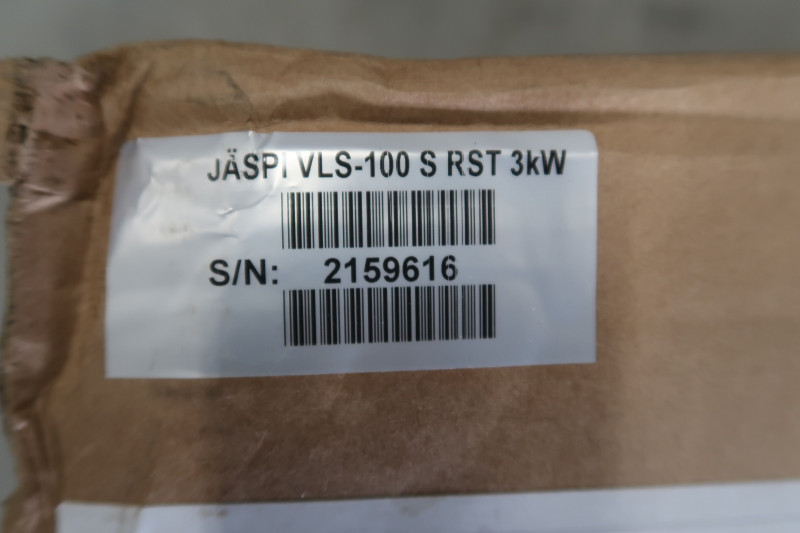 JÄSPI VLS-100 S RST 3kW
S/N: 2159616